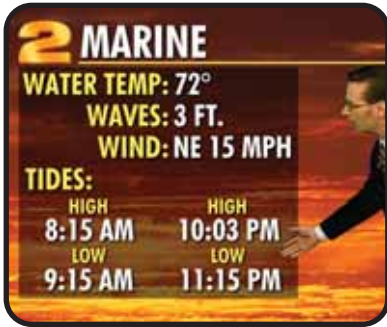 2 MARINE
WATER TEMP: 72°
WAVES: 3 FT.
WIND: NE 15 MPH
TIDES:
HIGH HIGH
8:15 AM 10:03 PM
LOW LOW
9:15 AM 11:15 PM